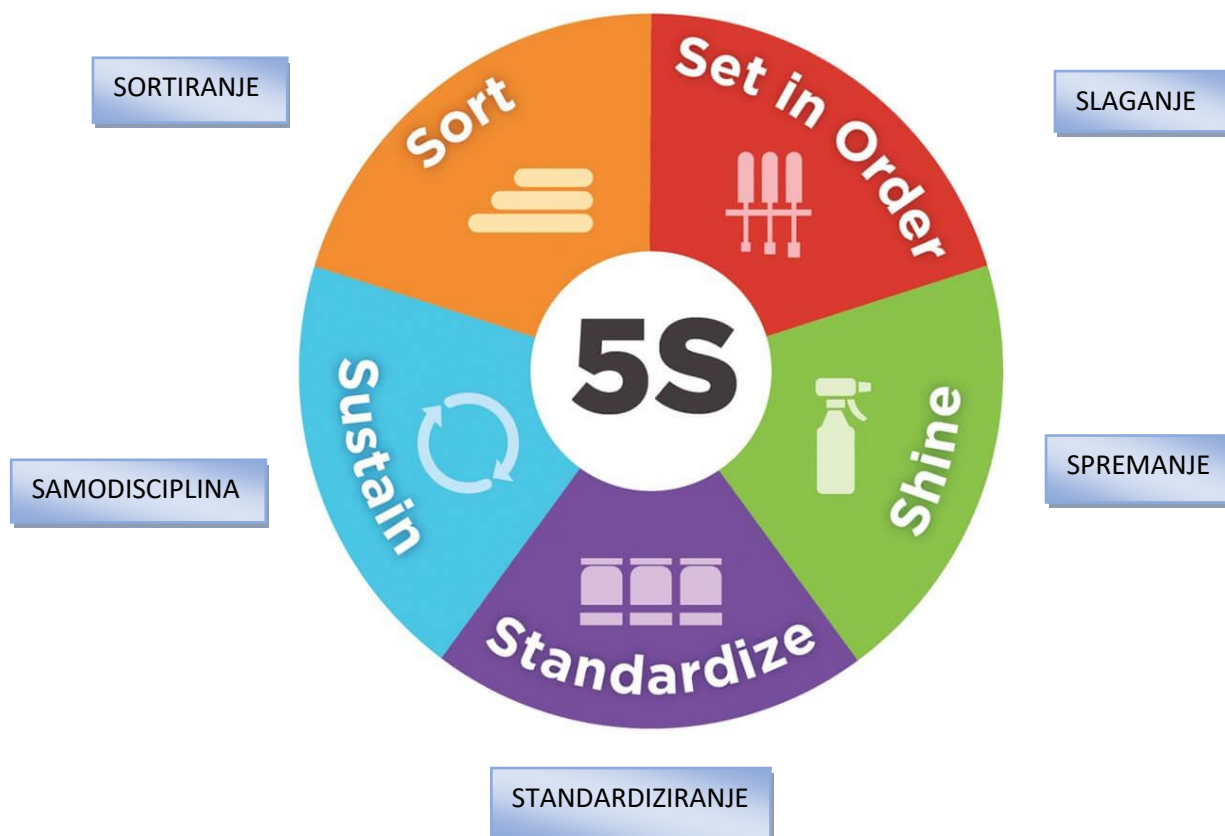 SORTIRANJE
Sort
Set in Order
SLAGANJE
5S
Sustain
Shine
SAMODISCIPLINA
SPREMANJE
Standardize
STANDARDIZIRANJE